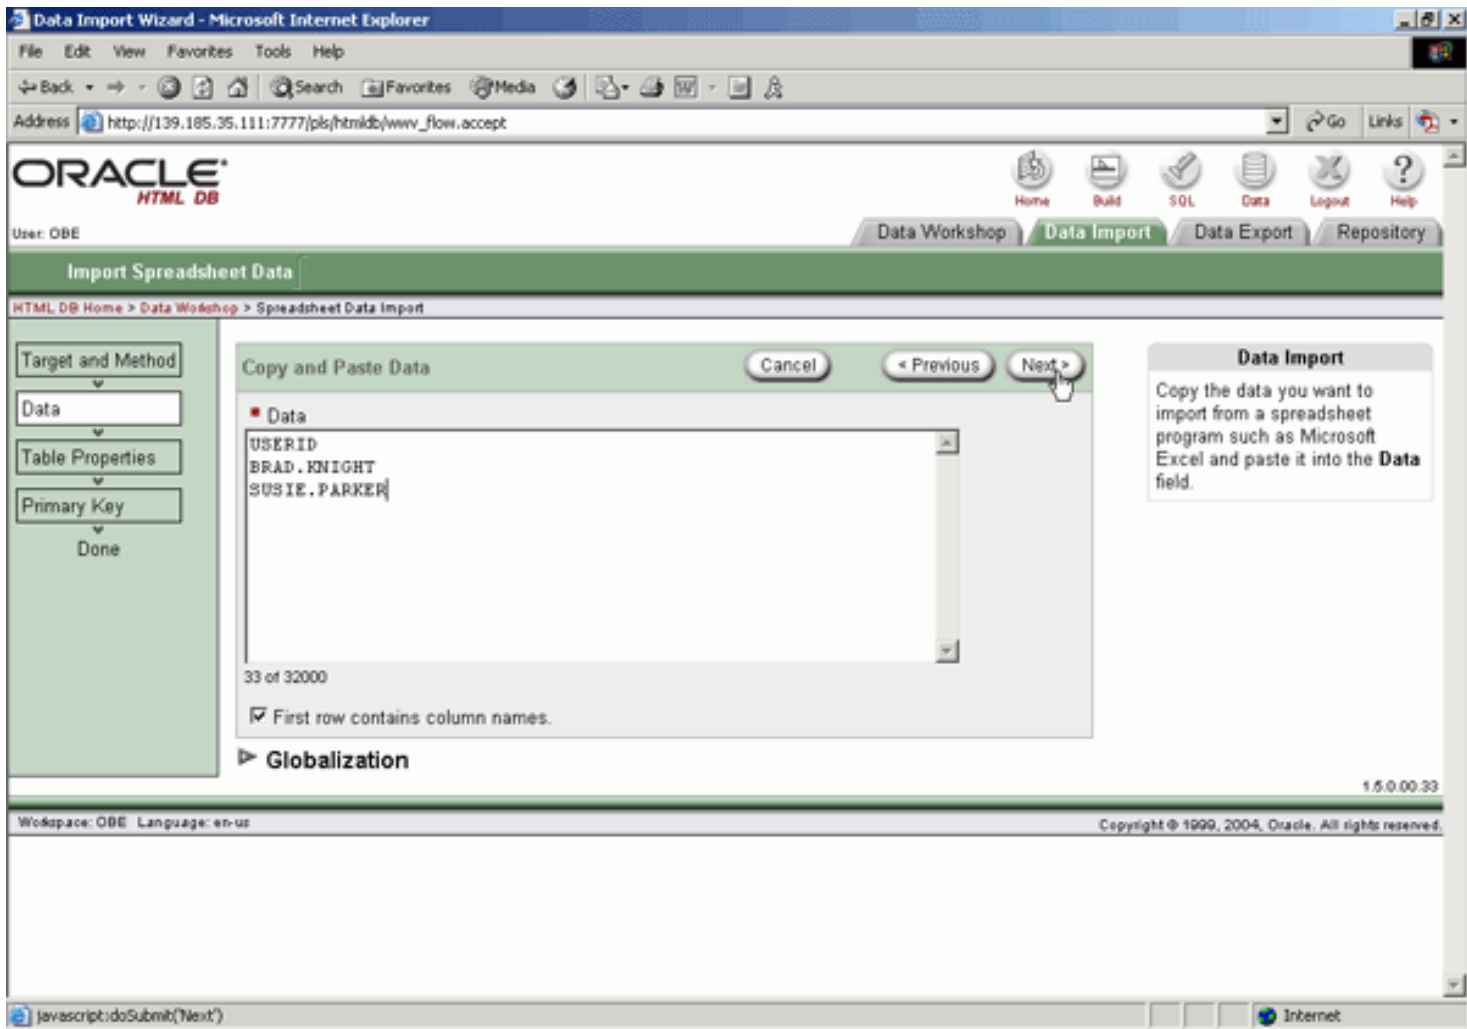 Data Import Wizard - Microsoft Internet Explorer
File Edit View Favorites Tools Help
Back Search Favorites Media
Address http://139.185.35.111:7777/pls/htmldb/wwv_flow.accept Go Links
ORACLE
HTML DB
Home Build SQL Data Logout Help
User: OBE
Data Workshop Data Import Data Export Repository
Import Spreadsheet Data
HTML DB Home > Data Workshop > Spreadsheet Data Import
Target and Method
Data
Table Properties
Primary Key
Done
Copy and Paste Data Cancel < Previous Next >
Data
USERID
BRAD.KNIGHT
SUSIE.PARKER
33 of 32000
First row contains column names.
Globalization
Data Import
Copy the data you want to
import from a spreadsheet
program such as Microsoft
Excel and paste it into the Data
field.
1.5.0.00.33
Workspace: OBE Language: en-us
Copyright © 1999, 2004, Oracle. All rights reserved.
javascript:doSubmit('Next') Internet